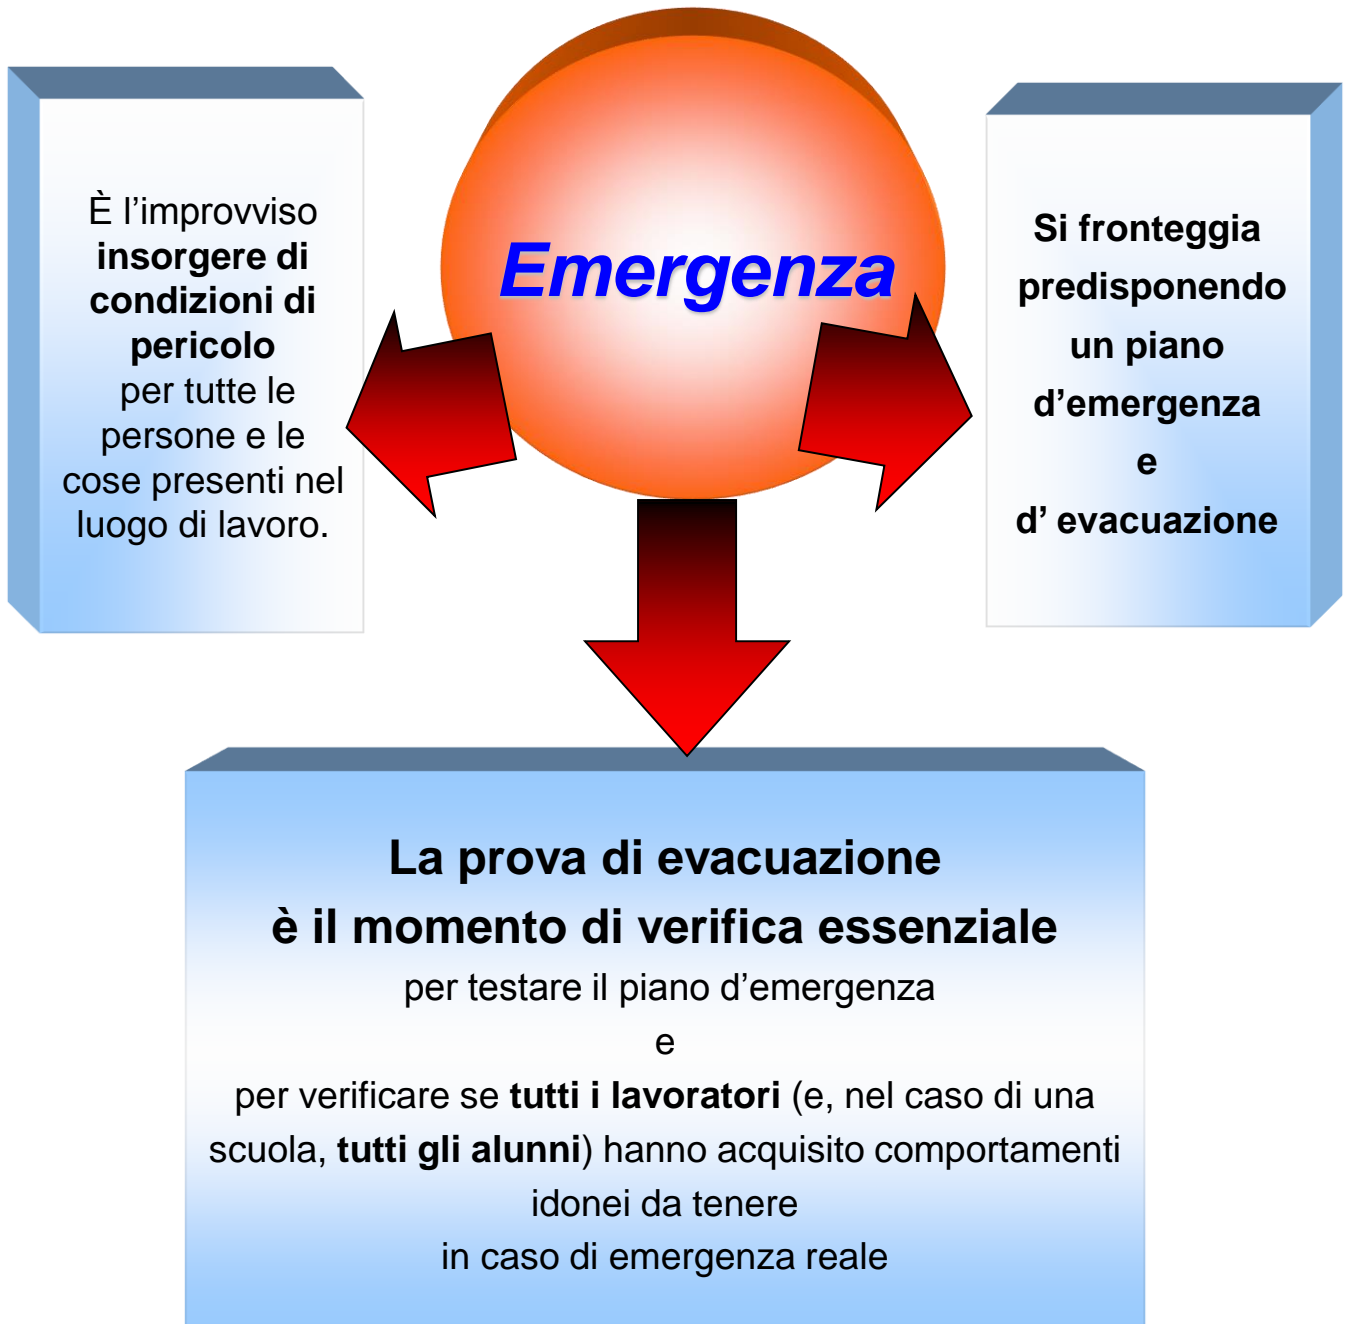 Emergenza
È l’improvviso
insorgere di
condizioni di
pericolo
per tutte le
persone e le
cose presenti nel
luogo di lavoro.
Si fronteggia
predisponendo
un piano
d’emergenza
e
d’ evacuazione
La prova di evacuazione
è il momento di verifica essenziale
per testare il piano d’emergenza
e
per verificare se tutti i lavoratori (e, nel caso di una
scuola, tutti gli alunni) hanno acquisito comportamenti
idonei da tenere
in caso di emergenza reale